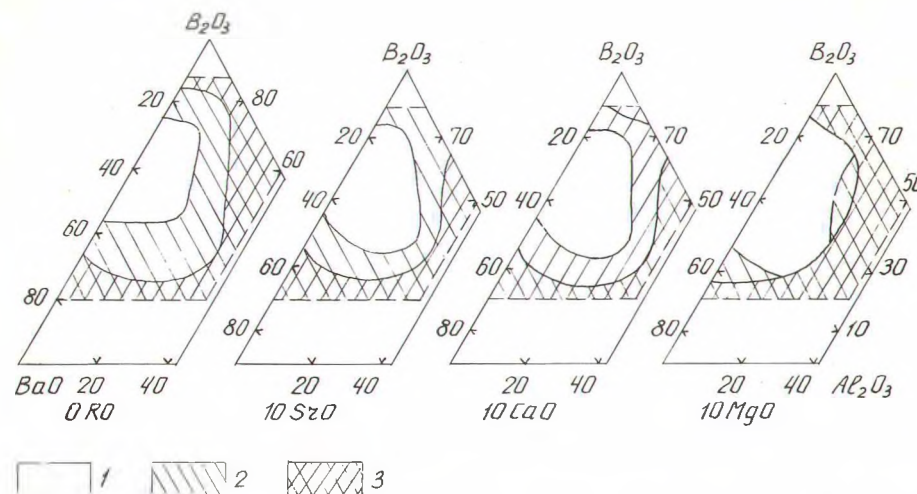 B₂O₃
B₂O₃ B₂O₃ B₂O₃
20 80
20 70 20 70 20 70
40 60
40 50 40 50 40 50
60
60 60 60 30
80
80 80 80 10
BaO 20 40 20 40 20 40 20 40 Al₂O₃
0 RO 10 SrO 10 CaO 10 MgO
1 2 3